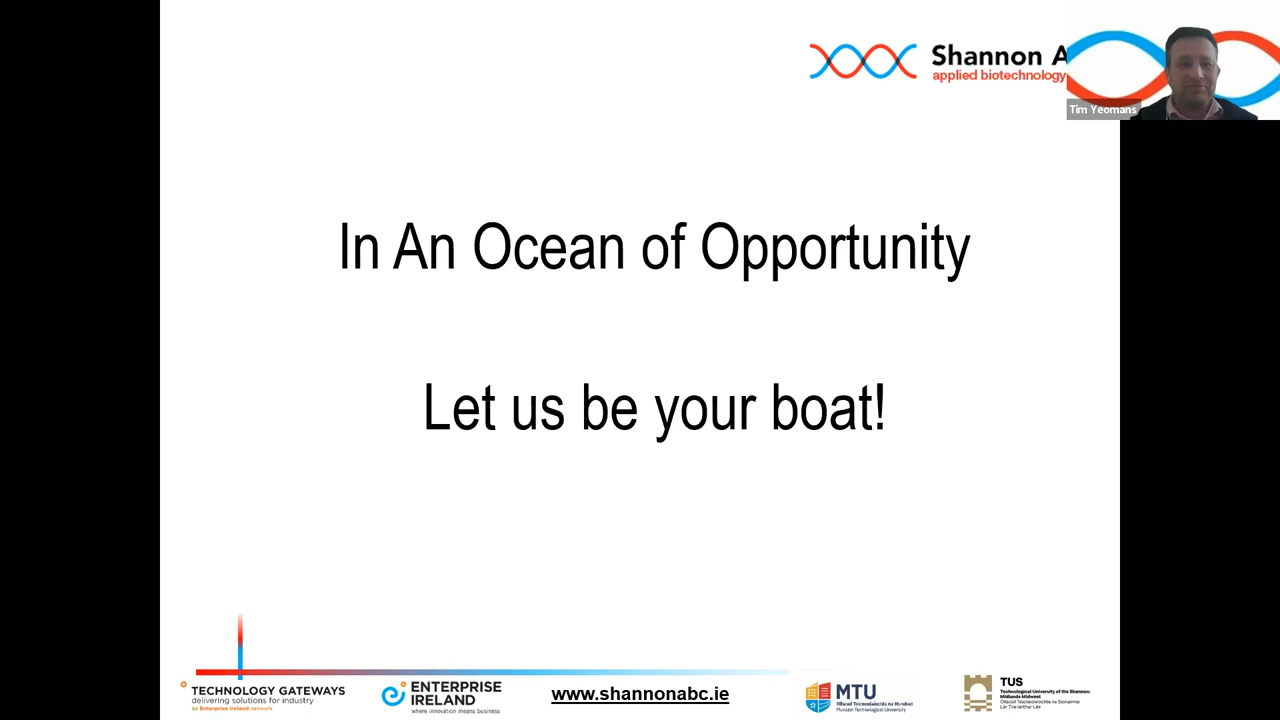 Shannon A
applied biotechnology
Tim Yeomans
In An Ocean of Opportunity
Let us be your boat!
TECHNOLOGY GATEWAYS
delivering solutions for industry
an Enterprise Ireland network
ENTERPRISE
IRELAND
where innovation means business
www.shannonabc.ie
MTU
Ollscoil Teicneolaíochta na Mumhan
Munster Technological University
TUS
Technological University of the Shannon:
Midlands Midwest
Ollscoil Teicneolaíochta na Sionainne:
Lár Tíre Iarthar Láir